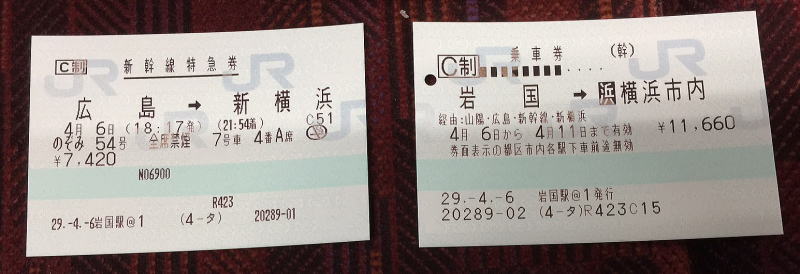 C制 新幹線特急券
広島 → 新横浜
4月 6日 (18:17発) (21:54着) C51
のぞみ 54号 全席禁煙 7号車 4番A席
￥7,420
N06900
R423
29.-4.-6岩国駅@1 (4-タ) 20289-01
C制 乗車券 (幹)
岩国 → 浜横浜市内
経由:山陽・広島・新幹線・新横浜
4月 6日から 4月11日まで有効 ￥11,660
券面表示の都区市内各駅下車前途無効
29.-4.-6 岩国駅@1発行
20289-02 (4-タ)R423C15